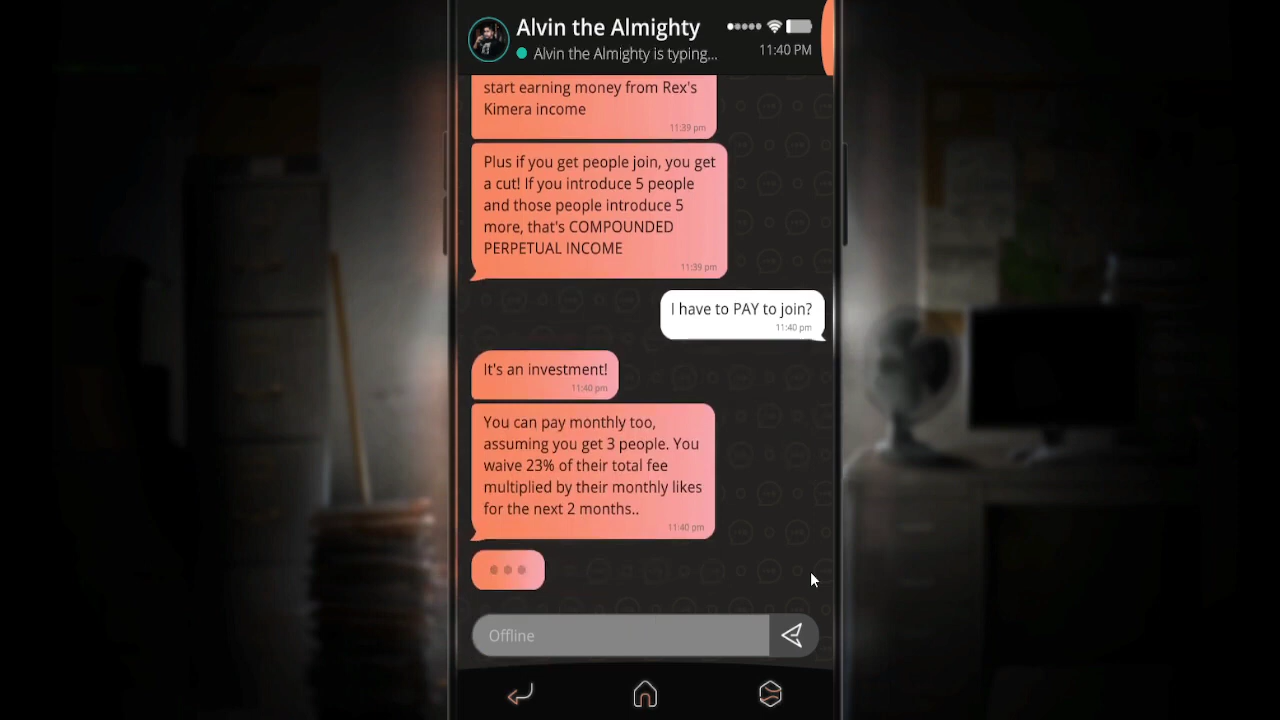 Alvin the Almighty
Alvin the Almighty is typing...
11:40 PM
start earning money from Rex's
Kimera income
11:39 pm
Plus if you get people join, you get
a cut! If you introduce 5 people
and those people introduce 5
more, that's COMPOUNDED
PERPETUAL INCOME
11:39 pm
I have to PAY to join?
11:40 pm
It's an investment!
11:40 pm
You can pay monthly too,
assuming you get 3 people. You
waive 23% of their total fee
multiplied by their monthly likes
for the next 2 months..
11:40 pm
Offline